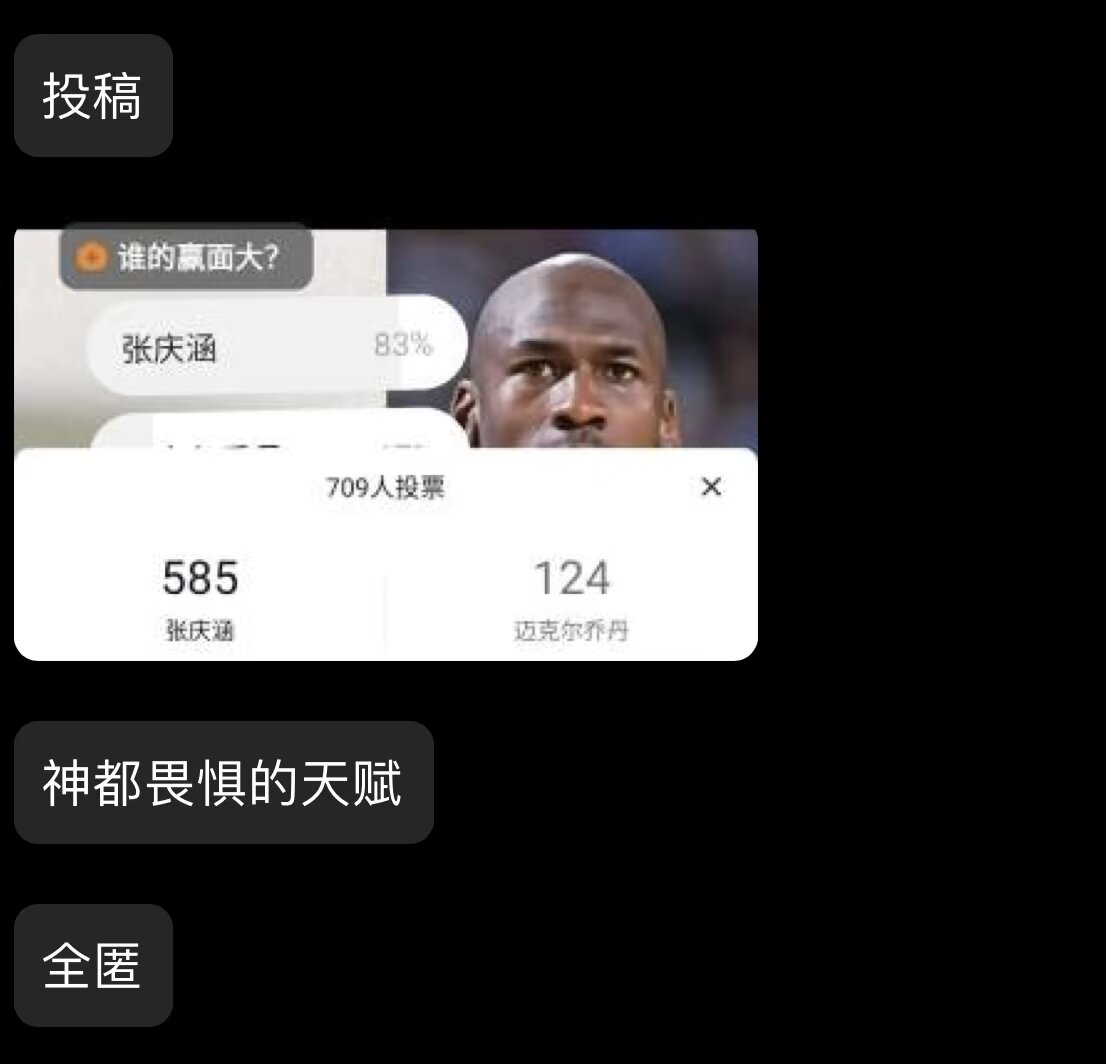 投稿
谁的赢面大?
张庆涵 83%
709人投票 ×
585 124
张庆涵 迈克尔乔丹
神都畏惧的天赋
全匿